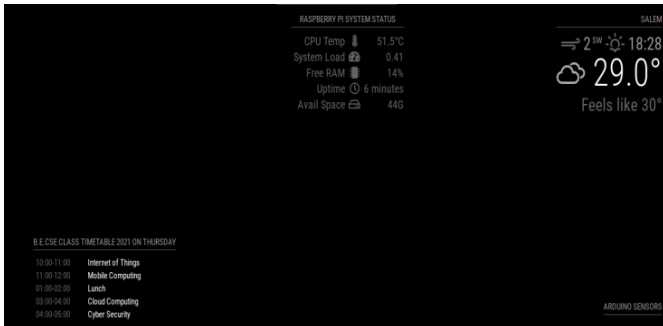 RASPBERRY PI SYSTEM STATUS
CPU Temp 51.5°C
System Load 0.41
Free RAM 14%
Uptime 6 minutes
Avail Space 44G
SALEM
2 SW 18:28
29.0°
Feels like 30°
B.E.CSE CLASS TIMETABLE 2021 ON THURSDAY
10:00-11:00 Internet of Things
11:00-12:00 Mobile Computing
01:00-02:00 Lunch
03:00-04:00 Cloud Computing
04:00-05:00 Cyber Security
ARDUINO SENSORS